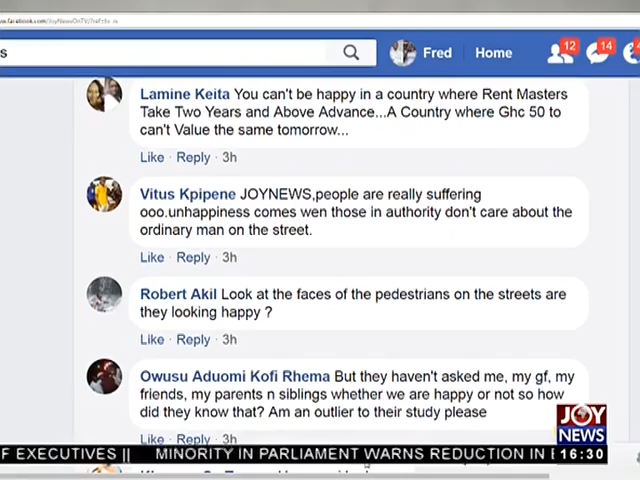 www.facebook.com/JoyNewsOnTV/?ref=br_rs
s
Fred
Home
12
14
Lamine Keita You can't be happy in a country where Rent Masters
Take Two Years and Above Advance...A Country where Ghc 50 to
can't Value the same tomorrow...
Like · Reply · 3h
Vitus Kpipene JOYNEWS,people are really suffering
ooo.unhappiness comes wen those in authority don't care about the
ordinary man on the street.
Like · Reply · 3h
Robert Akil Look at the faces of the pedestrians on the streets are
they looking happy ?
Like · Reply · 3h
Owusu Aduomi Kofi Rhema But they haven't asked me, my gf, my
friends, my parents n siblings whether we are happy or not so how
did they know that? Am an outlier to their study please
Like · Reply · 3h
JOY
NEWS
F EXECUTIVES || MINORITY IN PARLIAMENT WARNS REDUCTION IN
16:30